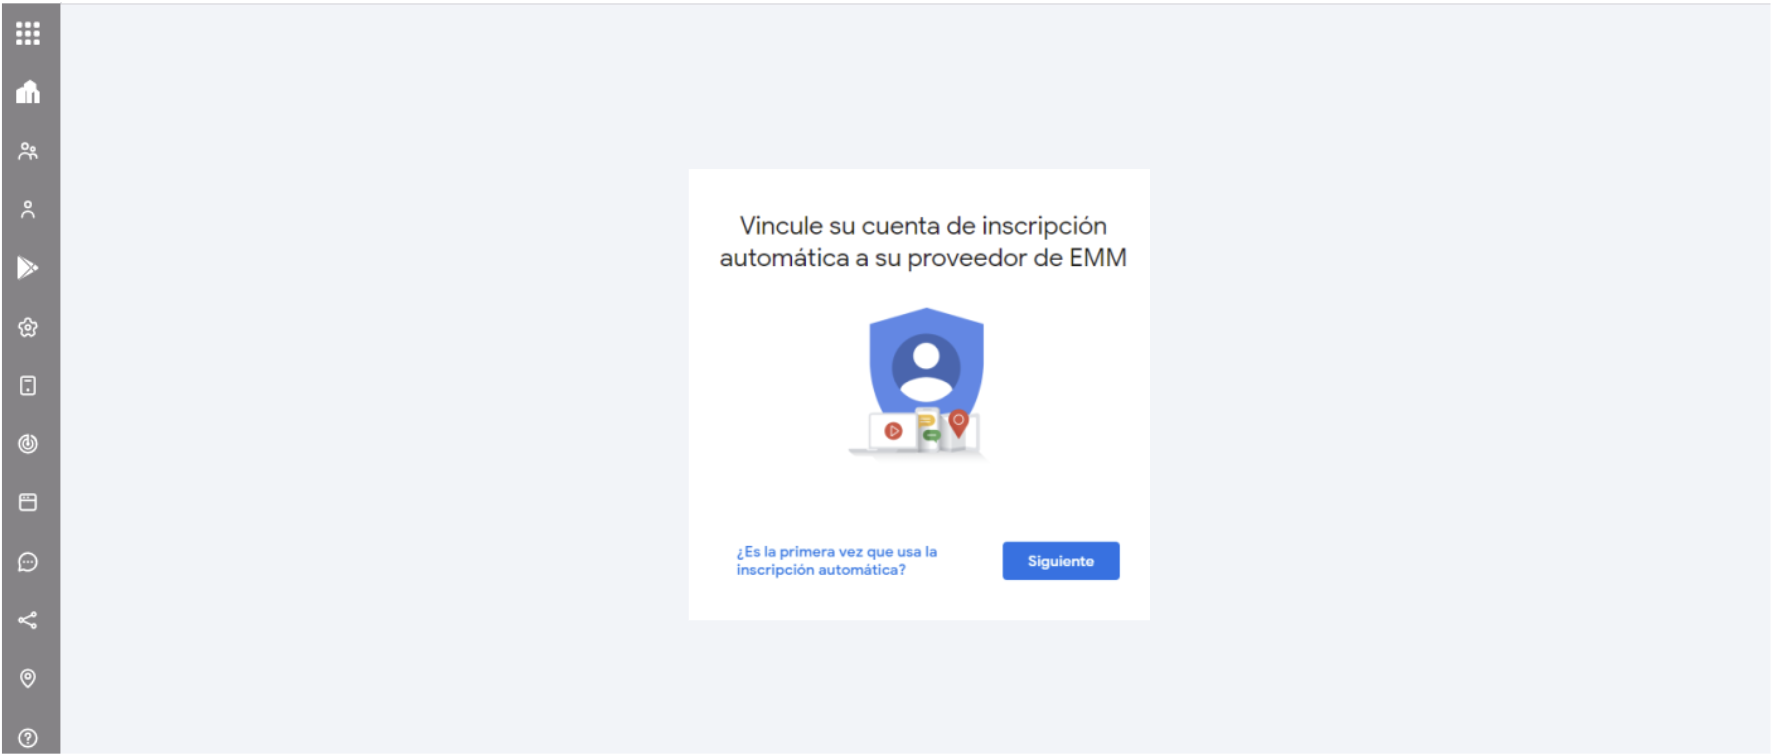 Vincule su cuenta de inscripción
automática a su proveedor de EMM
¿Es la primera vez que usa la
inscripción automática?
Siguiente